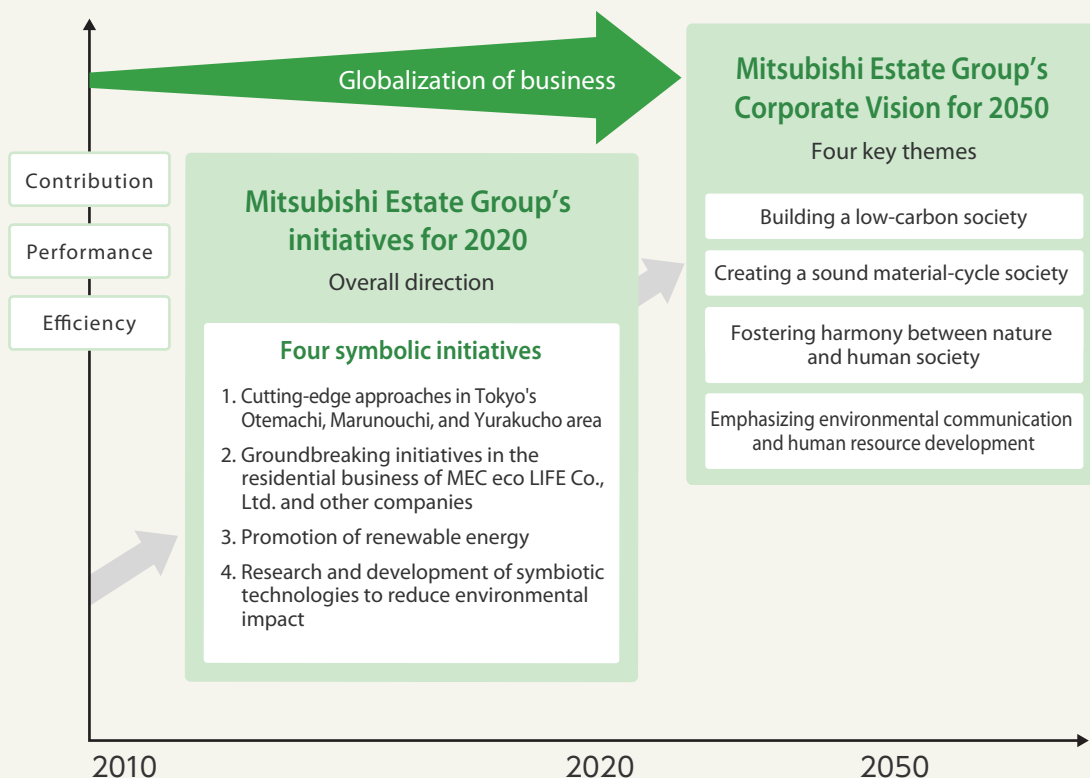 Globalization of business
Contribution
Performance
Efficiency
Mitsubishi Estate Group’s
initiatives for 2020
Overall direction
Four symbolic initiatives
1. Cutting-edge approaches in Tokyo's
Otemachi, Marunouchi, and Yurakucho area
2. Groundbreaking initiatives in the
residential business of MEC eco LIFE Co.,
Ltd. and other companies
3. Promotion of renewable energy
4. Research and development of symbiotic
technologies to reduce environmental
impact
Mitsubishi Estate Group’s
Corporate Vision for 2050
Four key themes
Building a low-carbon society
Creating a sound material-cycle society
Fostering harmony between nature
and human society
Emphasizing environmental communication
and human resource development
2010
2020
2050